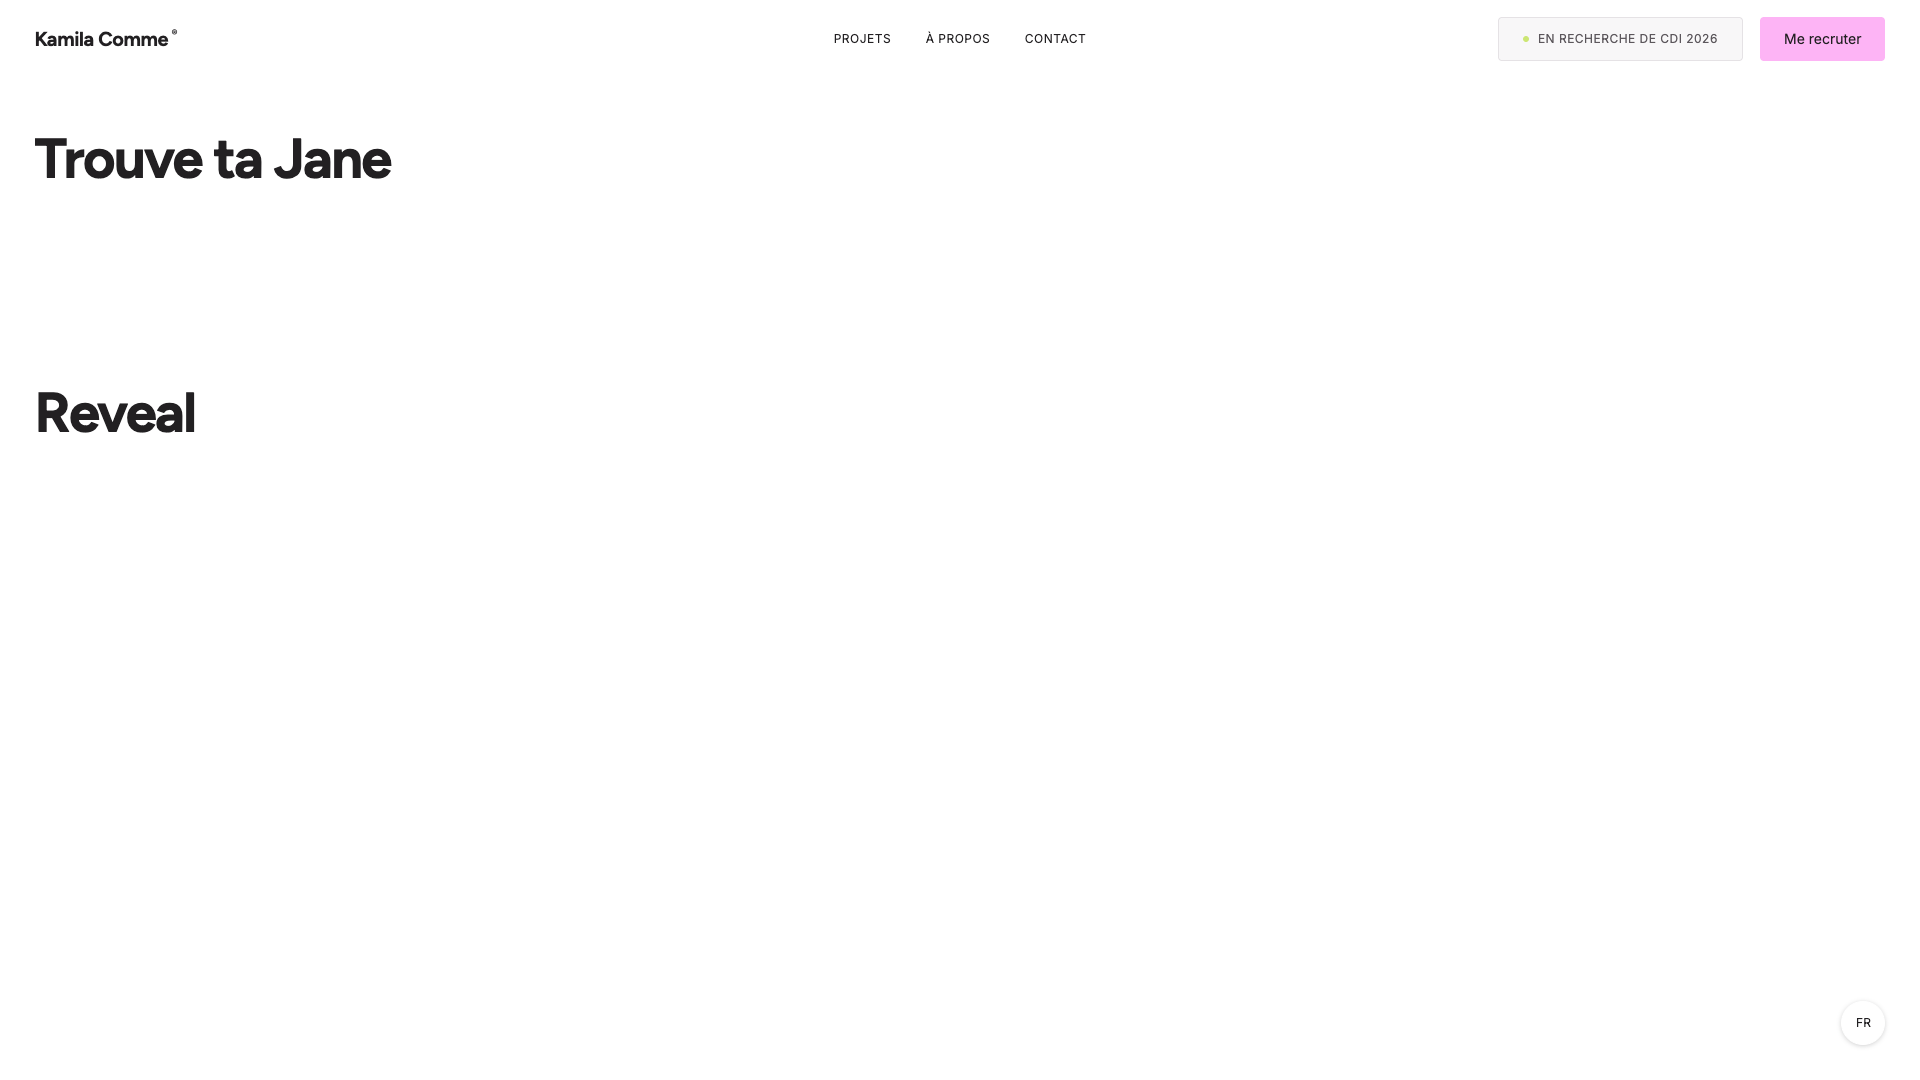 Kamila Comme ®
PROJETS
À PROPOS
CONTACT
EN RECHERCHE DE CDI 2026
Me recruter
Trouve ta Jane
Reveal
FR